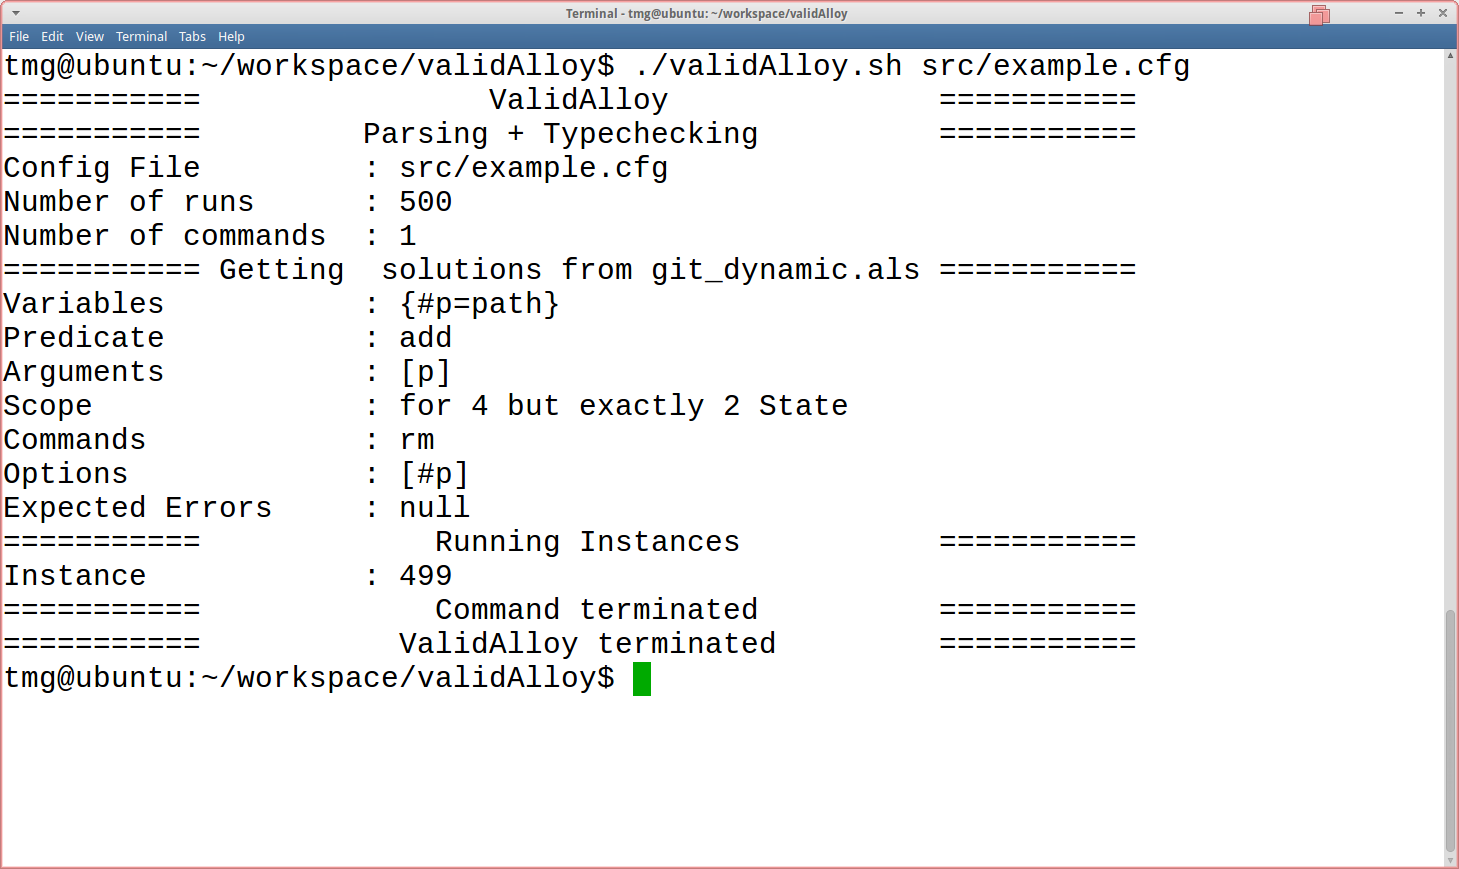 Terminal - tmg@ubuntu: ~/workspace/validAlloy
File Edit View Terminal Tabs Help
tmg@ubuntu:~/workspace/validAlloy$ ./validAlloy.sh src/example.cfg
=========== ValidAlloy ===========
=========== Parsing + Typechecking ===========
Config File : src/example.cfg
Number of runs : 500
Number of commands : 1
=========== Getting  solutions from git_dynamic.als ===========
Variables : {#p=path}
Predicate : add
Arguments : [p]
Scope : for 4 but exactly 2 State
Commands : rm
Options : [#p]
Expected Errors : null
=========== Running Instances ===========
Instance : 499
=========== Command terminated ===========
=========== ValidAlloy terminated ===========
tmg@ubuntu:~/workspace/validAlloy$